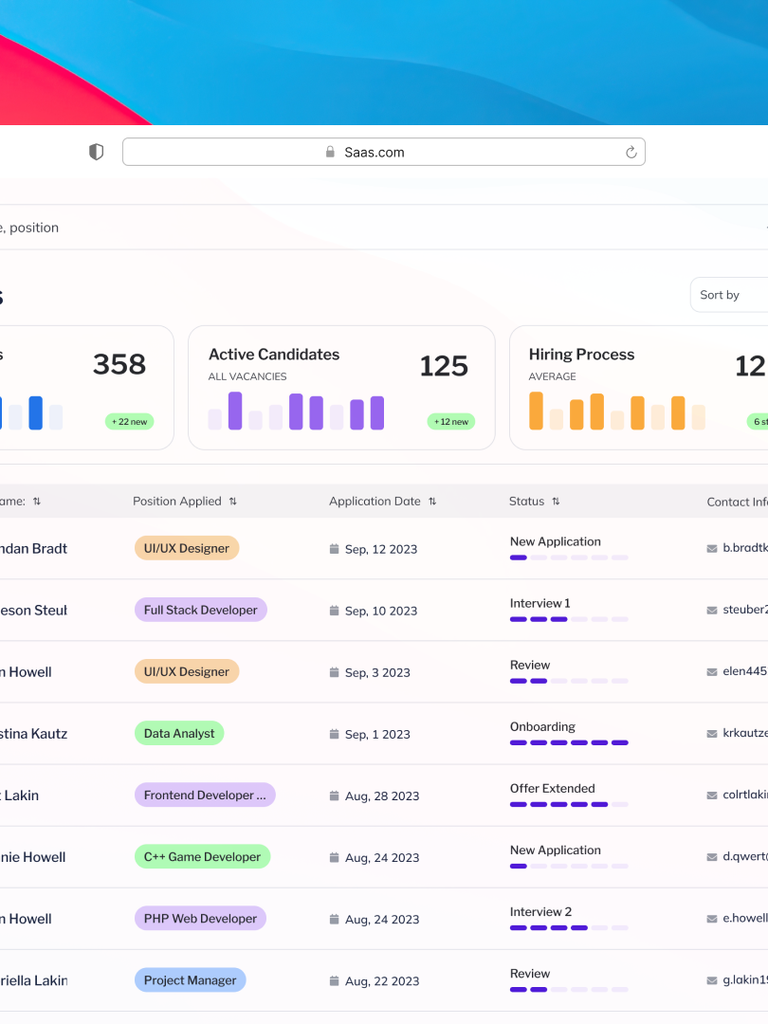 Saas.com
e, position
s
Sort by
s
358
+ 22 new
Active Candidates
ALL VACANCIES
125
+ 12 new
Hiring Process
AVERAGE
12
6 st
ame: ⇅ Position Applied ⇅ Application Date ⇅ Status ⇅ Contact Inf
ndan Bradt UI/UX Designer Sep, 12 2023 New Application b.bradtk
eson Steub Full Stack Developer Sep, 10 2023 Interview 1 steuber2
n Howell UI/UX Designer Sep, 3 2023 Review elen445
stina Kautz Data Analyst Sep, 1 2023 Onboarding krkautze
t Lakin Frontend Developer ... Aug, 28 2023 Offer Extended colrtlaki
nie Howell C++ Game Developer Aug, 24 2023 New Application d.qwert@
n Howell PHP Web Developer Aug, 24 2023 Interview 2 e.howell
riella Lakin Project Manager Aug, 22 2023 Review g.lakin19